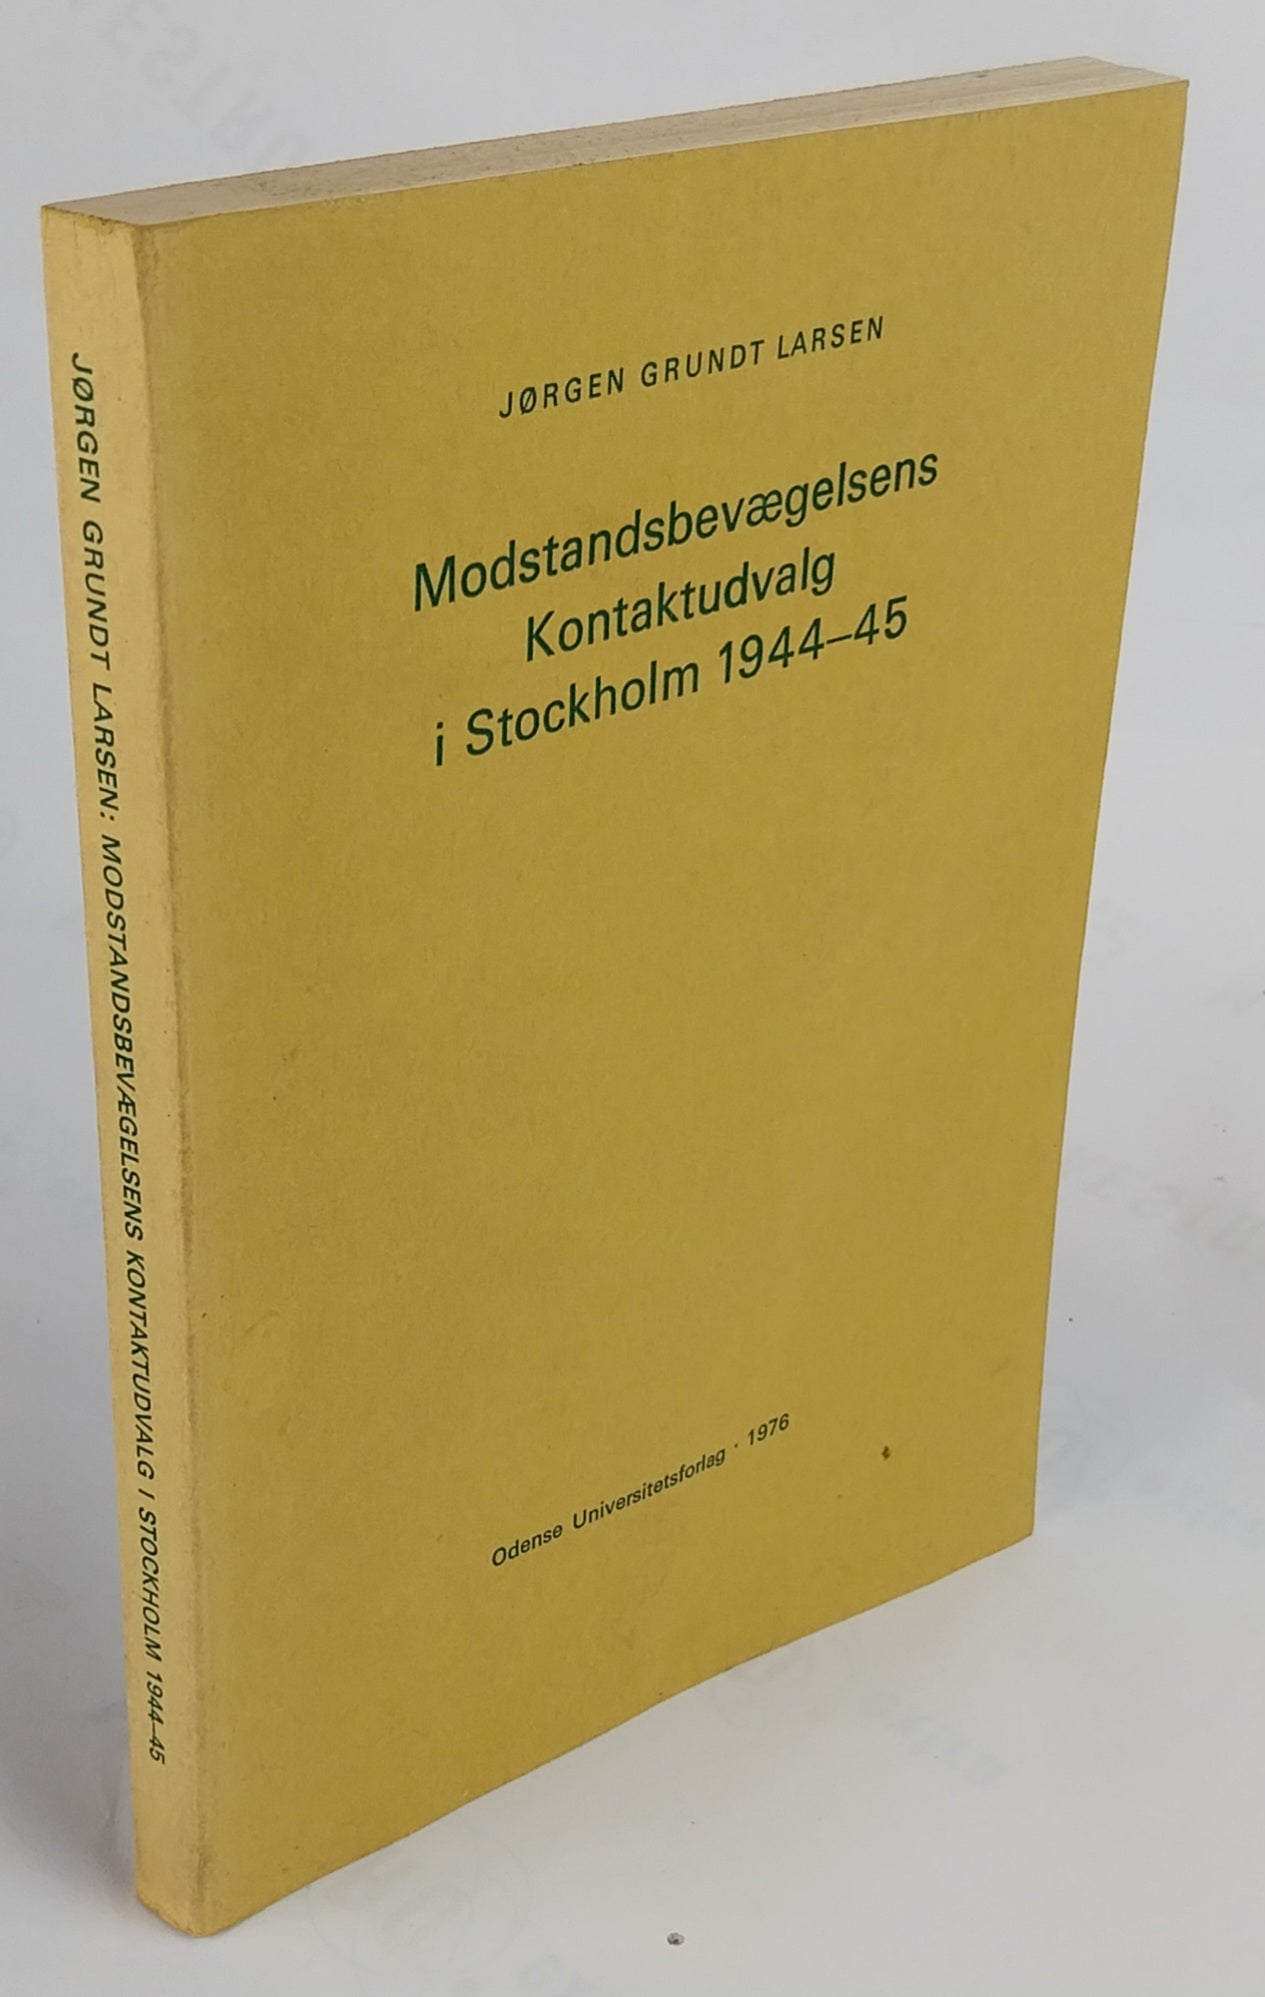 JØRGEN GRUNDT LARSEN
Modstandsbevægelsens
Kontaktudvalg
i Stockholm 1944–45
Odense Universitetsforlag · 1976
JØRGEN GRUNDT LARSEN: MODSTANDSBEVÆGELSENS KONTAKTUDVALG I STOCKHOLM 1944–45